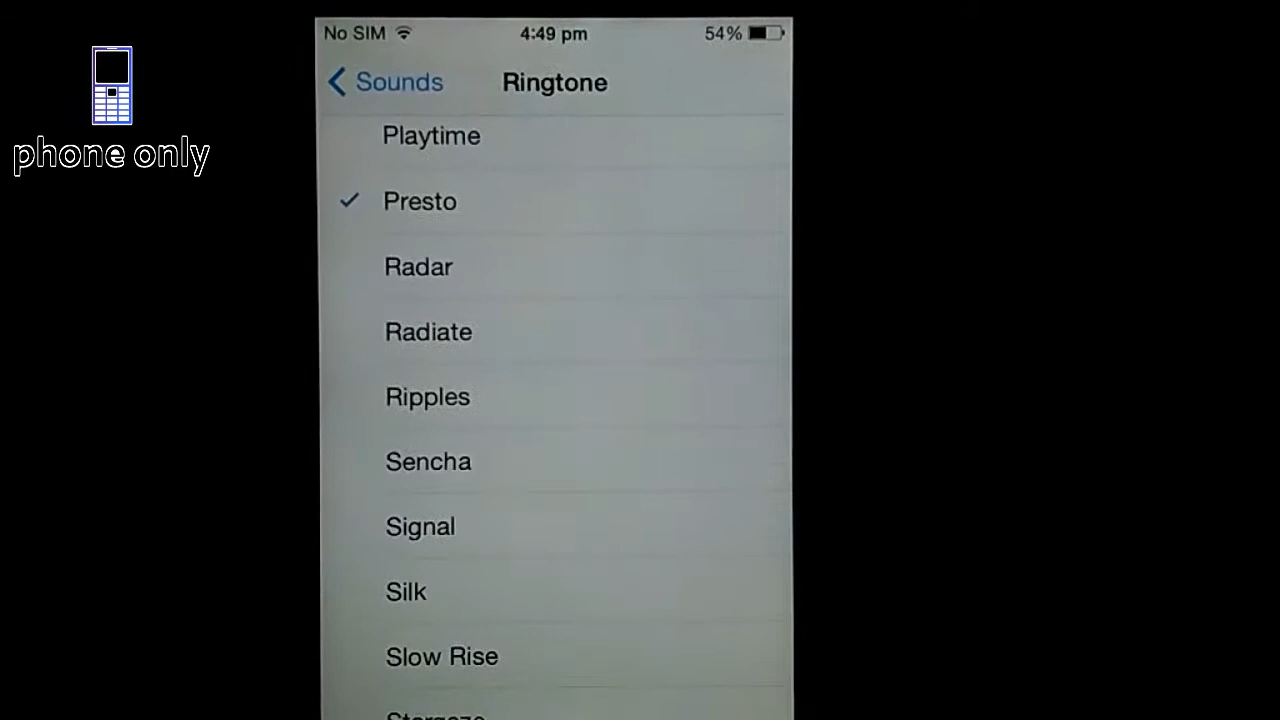 No SIM 4:49 pm 54%
Sounds Ringtone
phone only
Playtime
Presto
Radar
Radiate
Ripples
Sencha
Signal
Silk
Slow Rise